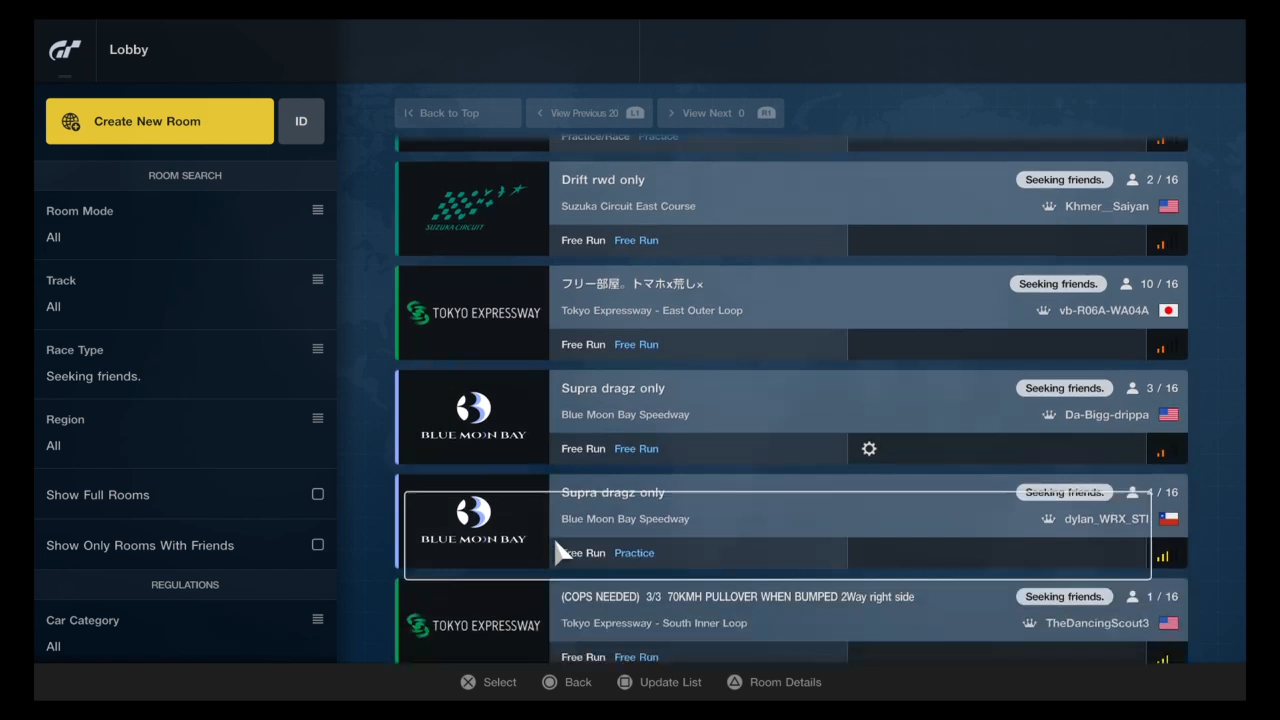 Lobby
Create New Room
ID
ROOM SEARCH
Room Mode
All
Track
All
Race Type
Seeking friends.
Region
All
Show Full Rooms
Show Only Rooms With Friends
REGULATIONS
Car Category
All
Back to Top
View Previous 20 L1
View Next 0 R1
Practice/Race Practice
SUZUKA CIRCUIT
Drift rwd only
Seeking friends. 2 / 16
Suzuka Circuit East Course
Khmer__Saiyan
Free Run Free Run
TOKYO EXPRESSWAY
フリー部屋。トマホx荒し×
Seeking friends. 10 / 16
Tokyo Expressway - East Outer Loop
vb-R06A-WA04A
Free Run Free Run
BLUE MOON BAY
Supra dragz only
Seeking friends. 3 / 16
Blue Moon Bay Speedway
Da-Bigg-drippa
Free Run Free Run
BLUE MOON BAY
Supra dragz only
Seeking friends. 4 / 16
Blue Moon Bay Speedway
dylan_WRX_STI
Free Run Practice
TOKYO EXPRESSWAY
(COPS NEEDED) 3/3 70KMH PULLOVER WHEN BUMPED 2Way right side
Seeking friends. 1 / 16
Tokyo Expressway - South Inner Loop
TheDancingScout3
Free Run Free Run
Select
Back
Update List
Room Details